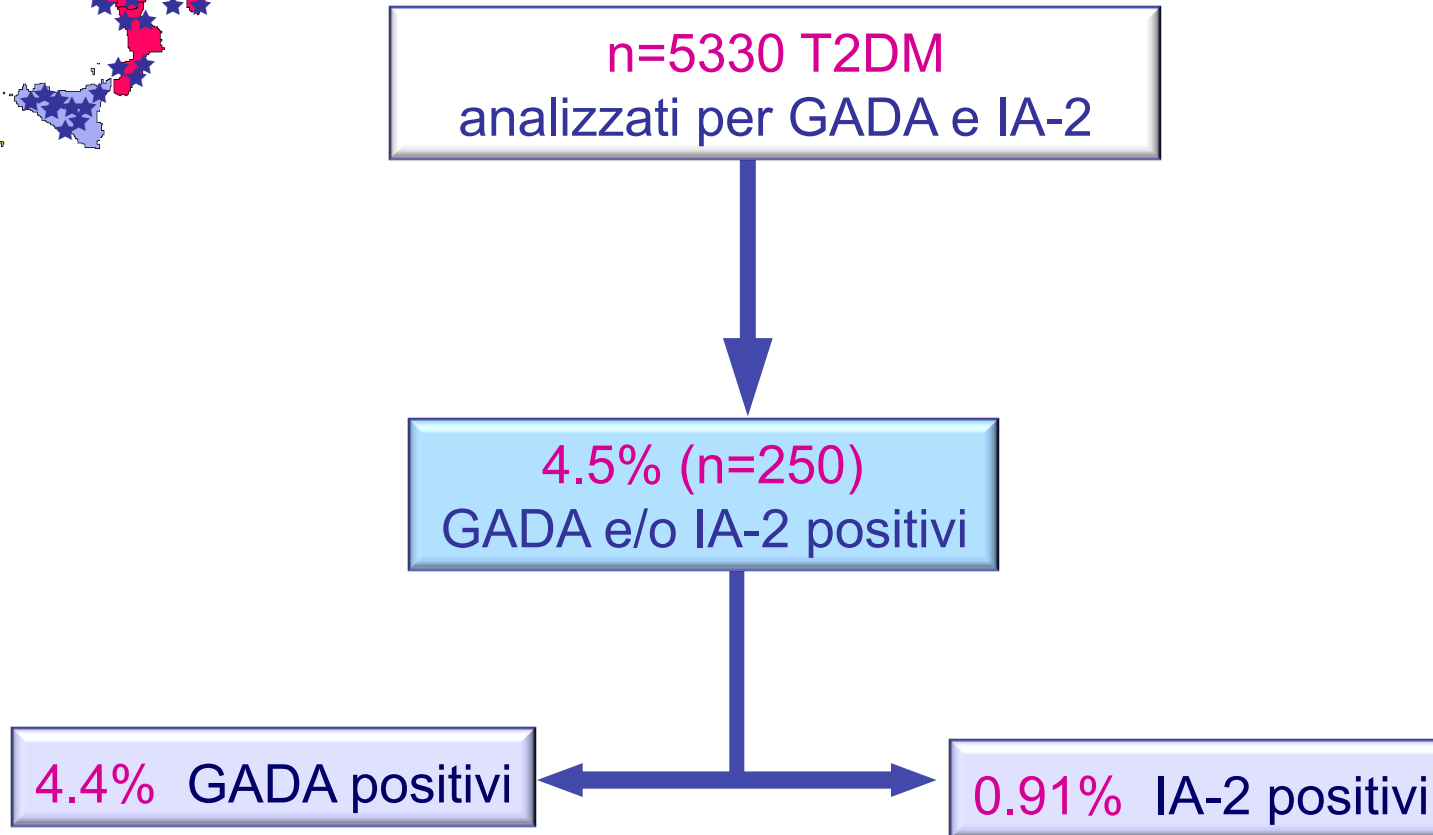 n=5330 T2DM
analizzati per GADA e IA-2
4.5% (n=250)
GADA e/o IA-2 positivi
4.4% GADA positivi
0.91% IA-2 positivi